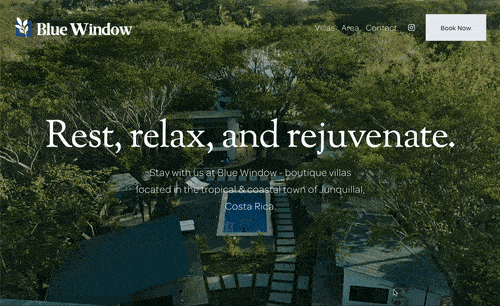 Blue Window
Villas Area Contact
Book Now
Rest, relax, and rejuvenate.
Stay with us at Blue Window - boutique villas
located in the tropical & coastal town of Junquillal,
Costa Rica.